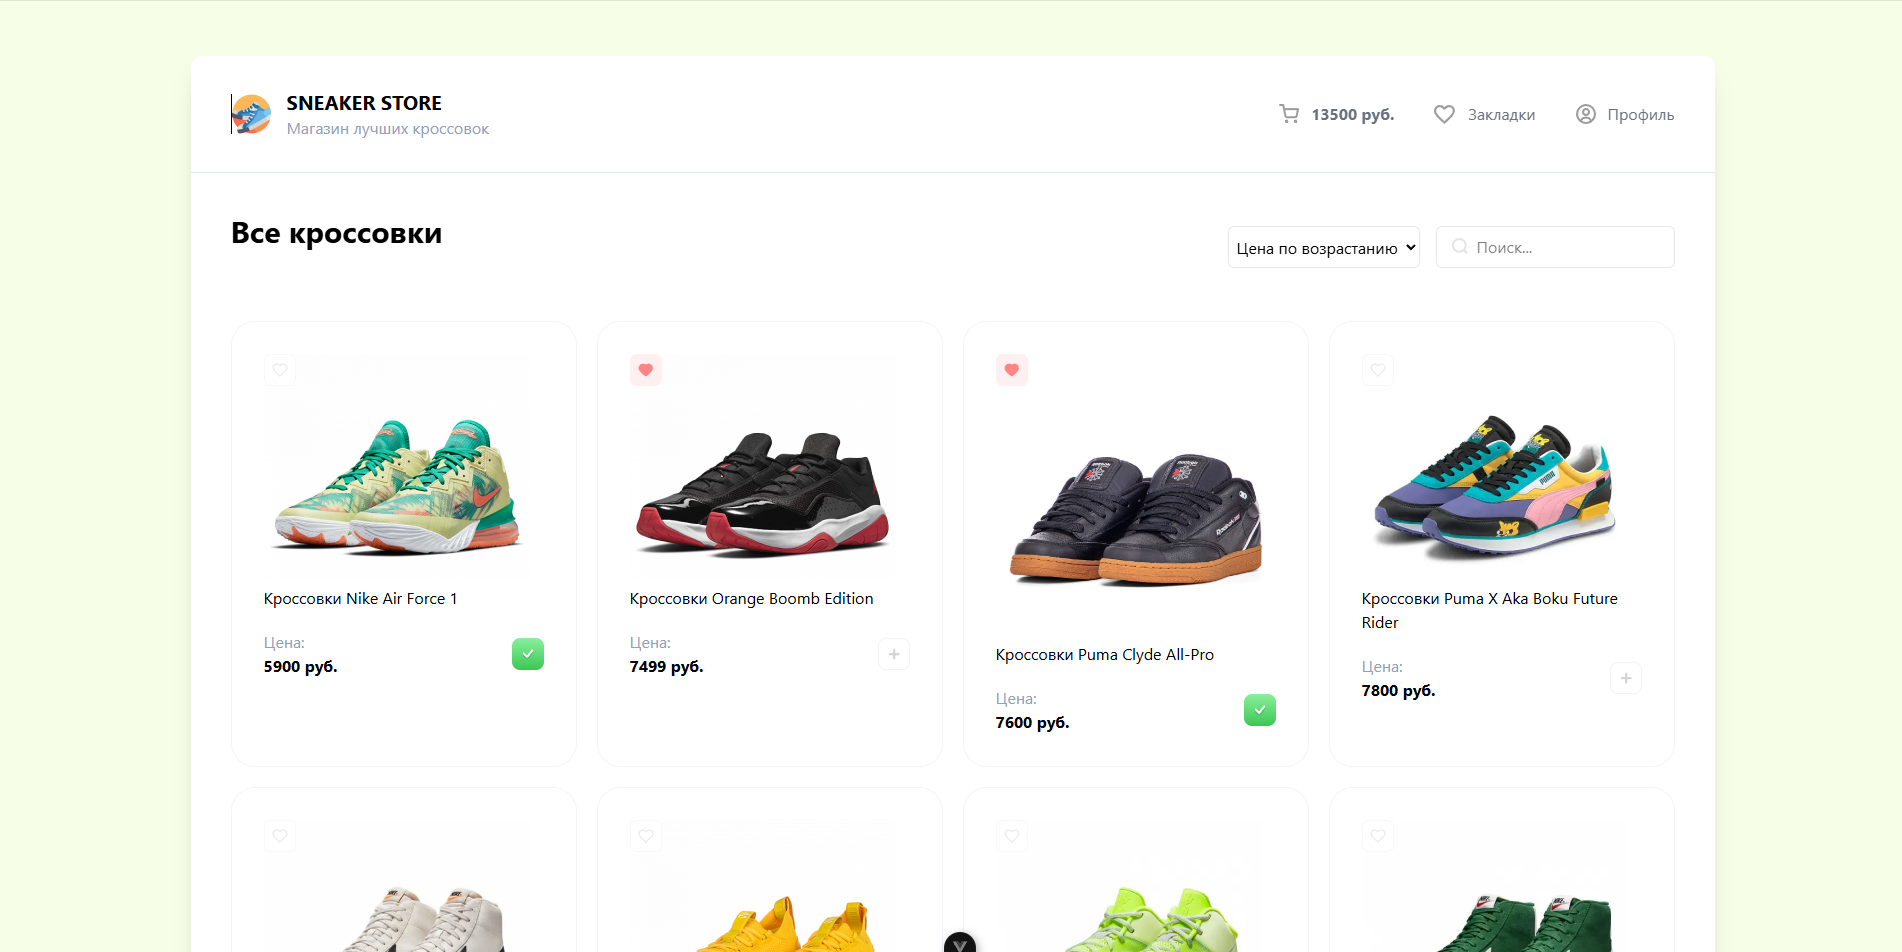 SNEAKER STORE
Магазин лучших кроссовок
13500 руб.
Закладки
Профиль
Все кроссовки
Цена по возрастанию
Поиск...
Кроссовки Nike Air Force 1
Цена:
5900 руб.
Кроссовки Orange Boomb Edition
Цена:
7499 руб.
Кроссовки Puma Clyde All-Pro
Цена:
7600 руб.
Кроссовки Puma X Aka Boku Future
Rider
Цена:
7800 руб.